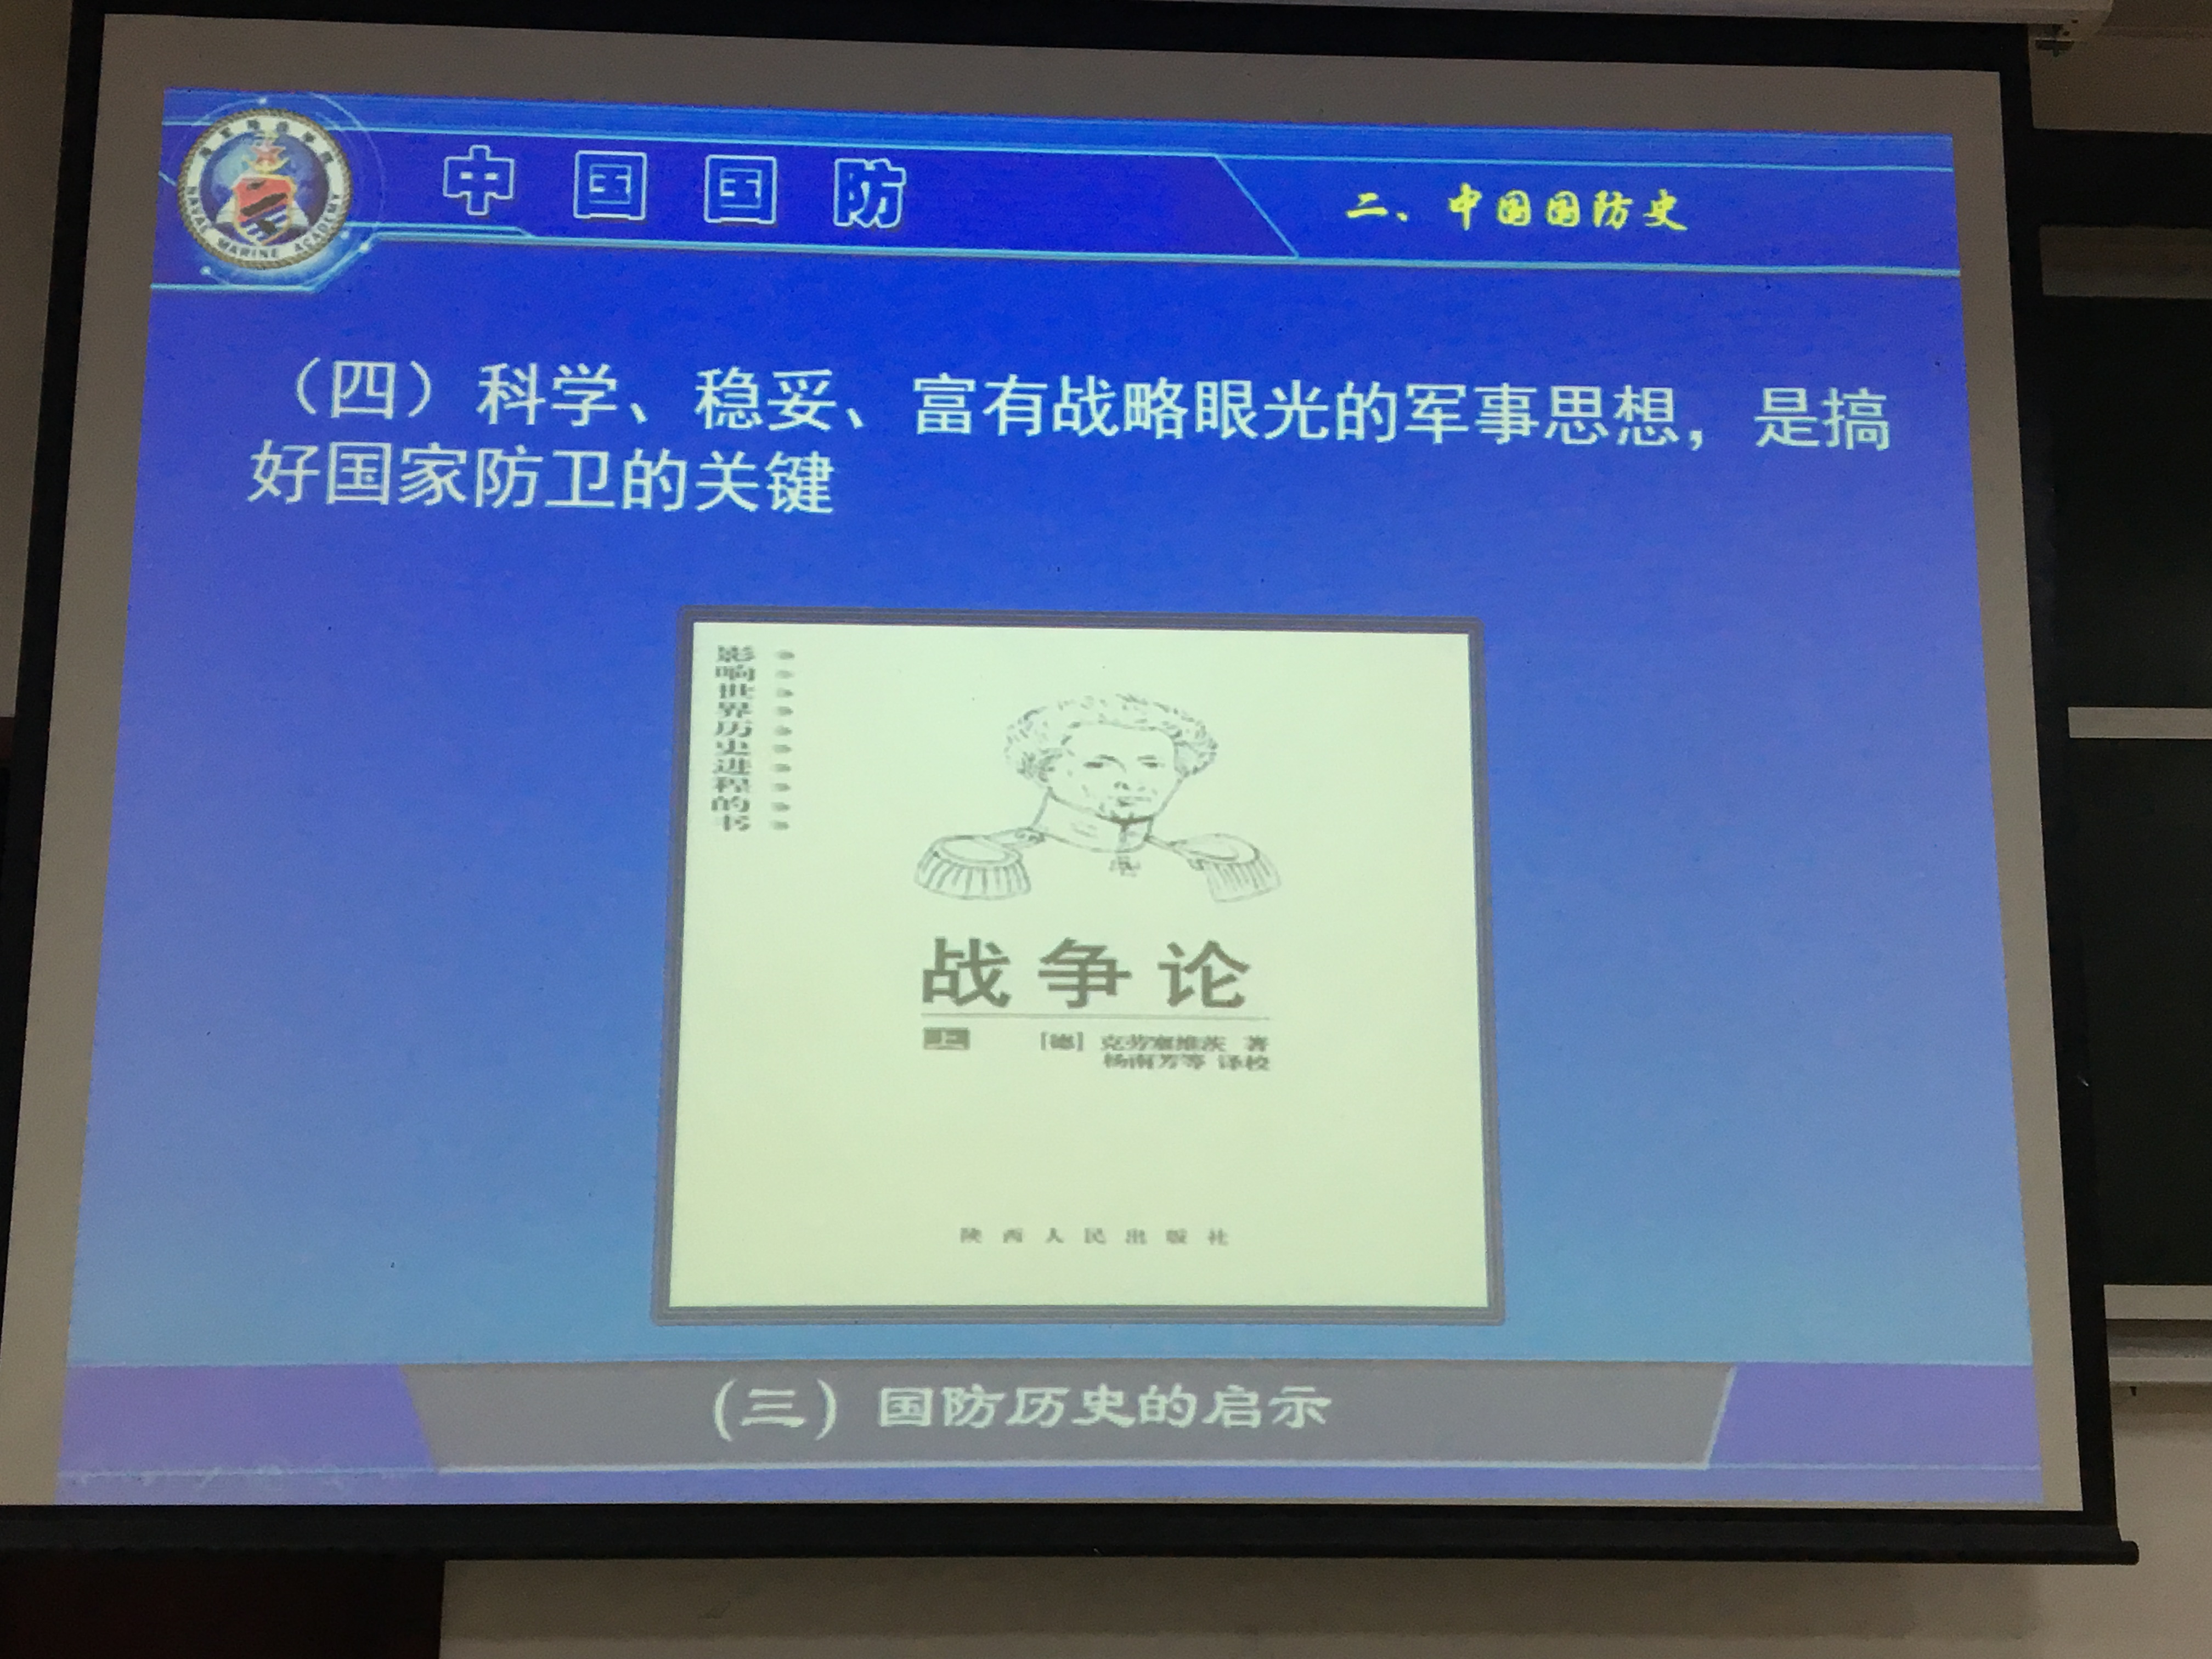 中国国防
二、中国国防史
NAVAL MARINE ACADEMY
（四）科学、稳妥、富有战略眼光的军事思想，是搞
好国家防卫的关键
影响世界历史进程的书
战争论
上 [德] 克劳塞维茨 著
杨南芳等 译校
陕西人民出版社
(三) 国防历史的启示